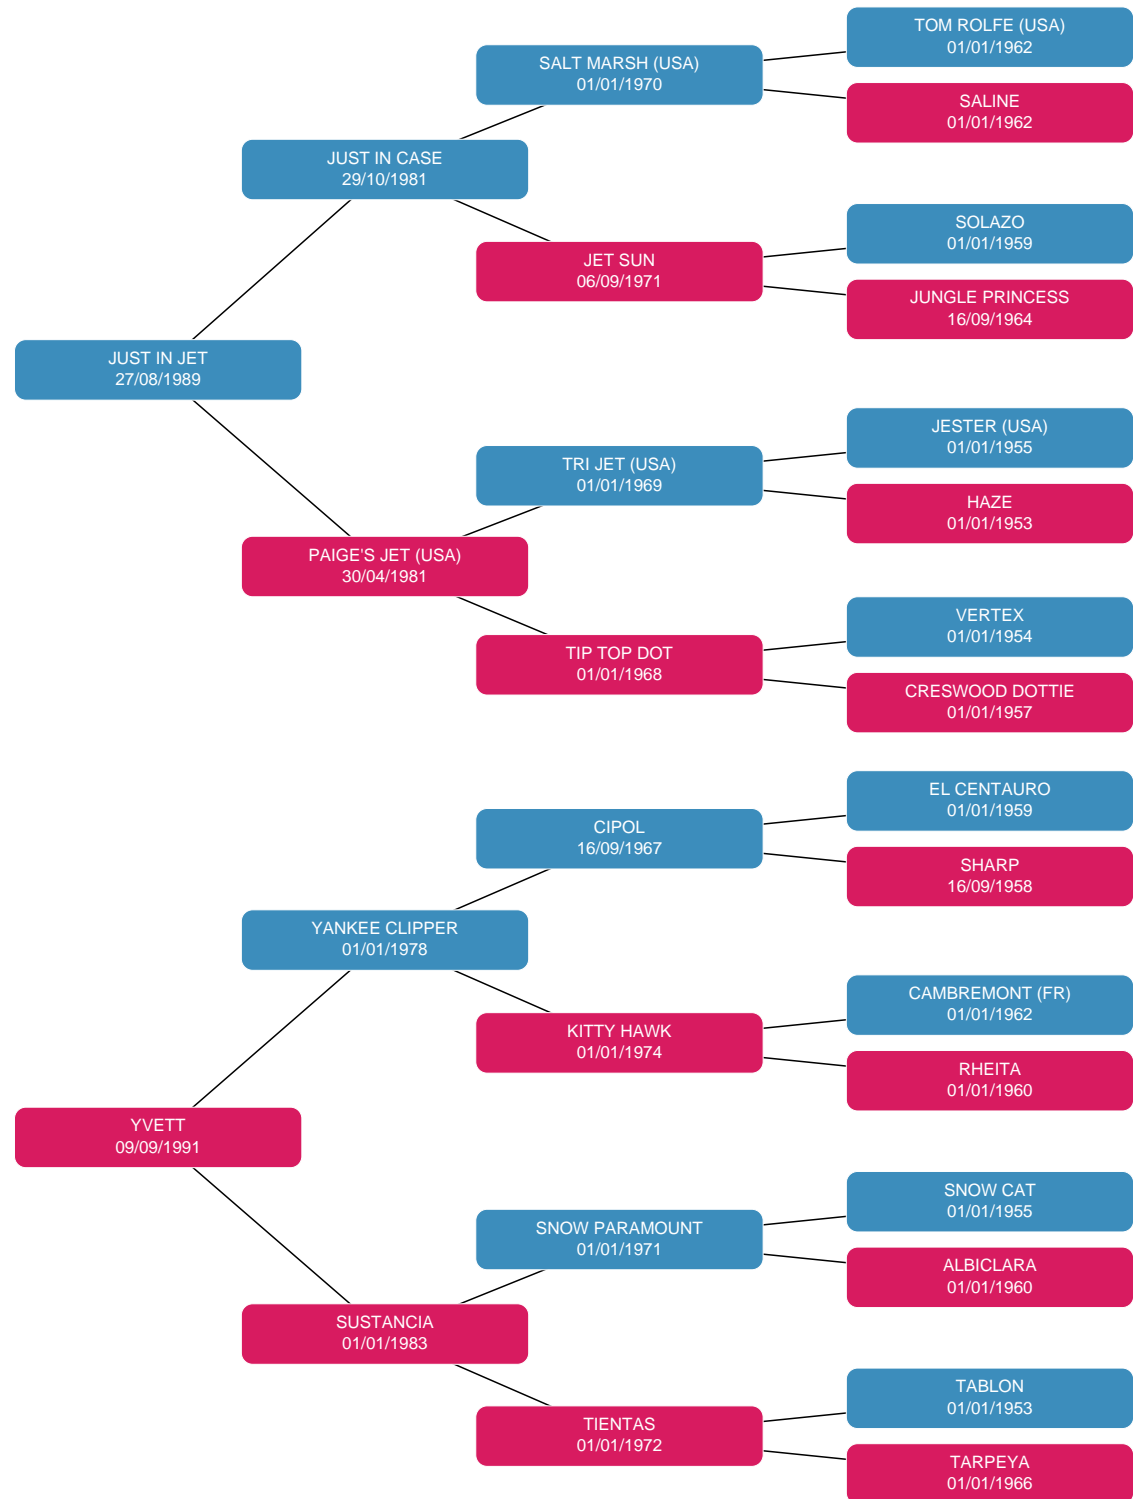 TOM ROLFE (USA)
01/01/1962
SALT MARSH (USA)
01/01/1970
SALINE
01/01/1962
JUST IN CASE
29/10/1981
SOLAZO
01/01/1959
JET SUN
06/09/1971
JUNGLE PRINCESS
16/09/1964
JUST IN JET
27/08/1989
JESTER (USA)
01/01/1955
TRI JET (USA)
01/01/1969
HAZE
01/01/1953
PAIGE'S JET (USA)
30/04/1981
VERTEX
01/01/1954
TIP TOP DOT
01/01/1968
CRESWOOD DOTTIE
01/01/1957
EL CENTAURO
01/01/1959
CIPOL
16/09/1967
SHARP
16/09/1958
YANKEE CLIPPER
01/01/1978
CAMBREMONT (FR)
01/01/1962
KITTY HAWK
01/01/1974
RHEITA
01/01/1960
YVETT
09/09/1991
SNOW CAT
01/01/1955
SNOW PARAMOUNT
01/01/1971
ALBICLARA
01/01/1960
SUSTANCIA
01/01/1983
TABLON
01/01/1953
TIENTAS
01/01/1972
TARPEYA
01/01/1966